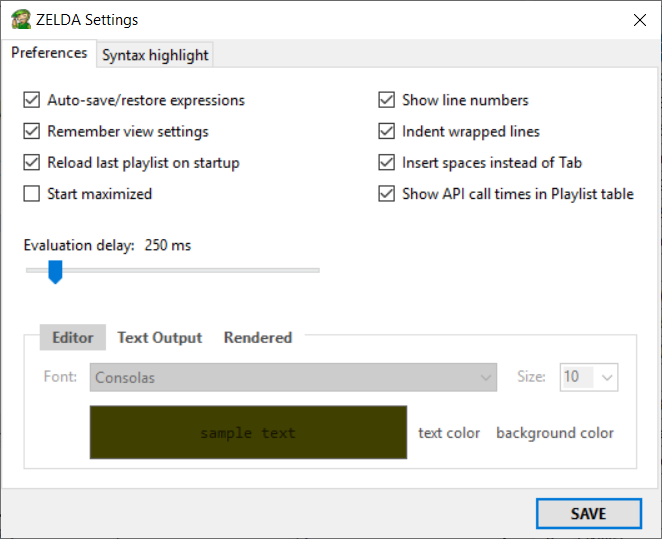 ZELDA Settings
Preferences
Syntax highlight
Auto-save/restore expressions
Remember view settings
Reload last playlist on startup
Start maximized
Show line numbers
Indent wrapped lines
Insert spaces instead of Tab
Show API call times in Playlist table
Evaluation delay: 250 ms
Editor Text Output Rendered
Font: Consolas Size: 10
sample text text color background color
SAVE